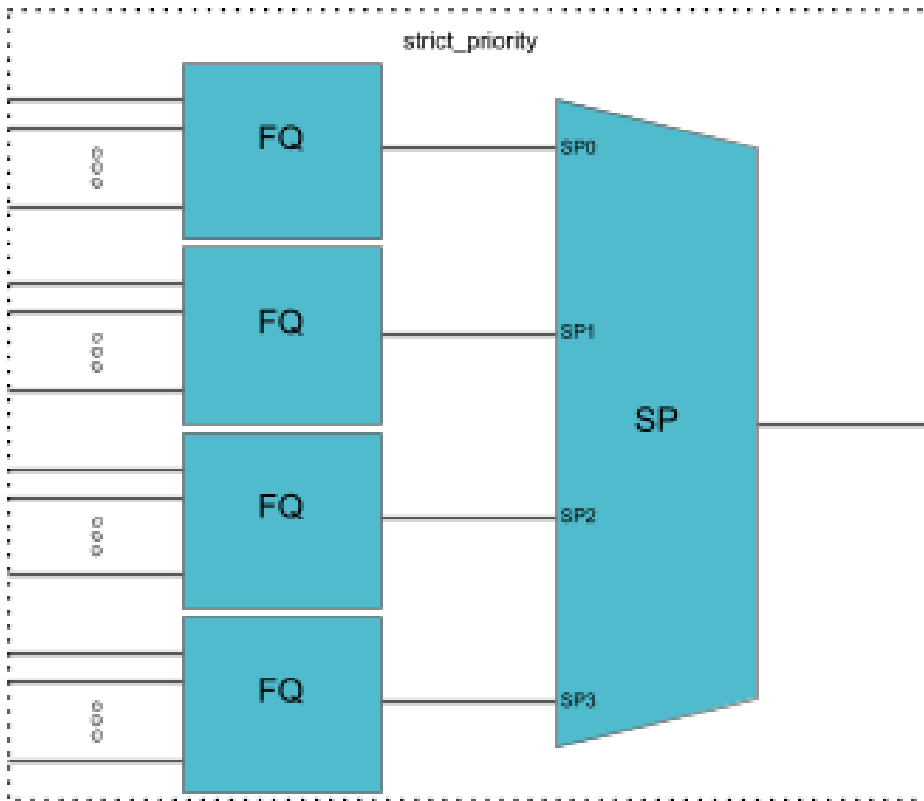 strict_priority
FQ
SP0
FQ
SP1
SP
FQ
SP2
FQ
SP3